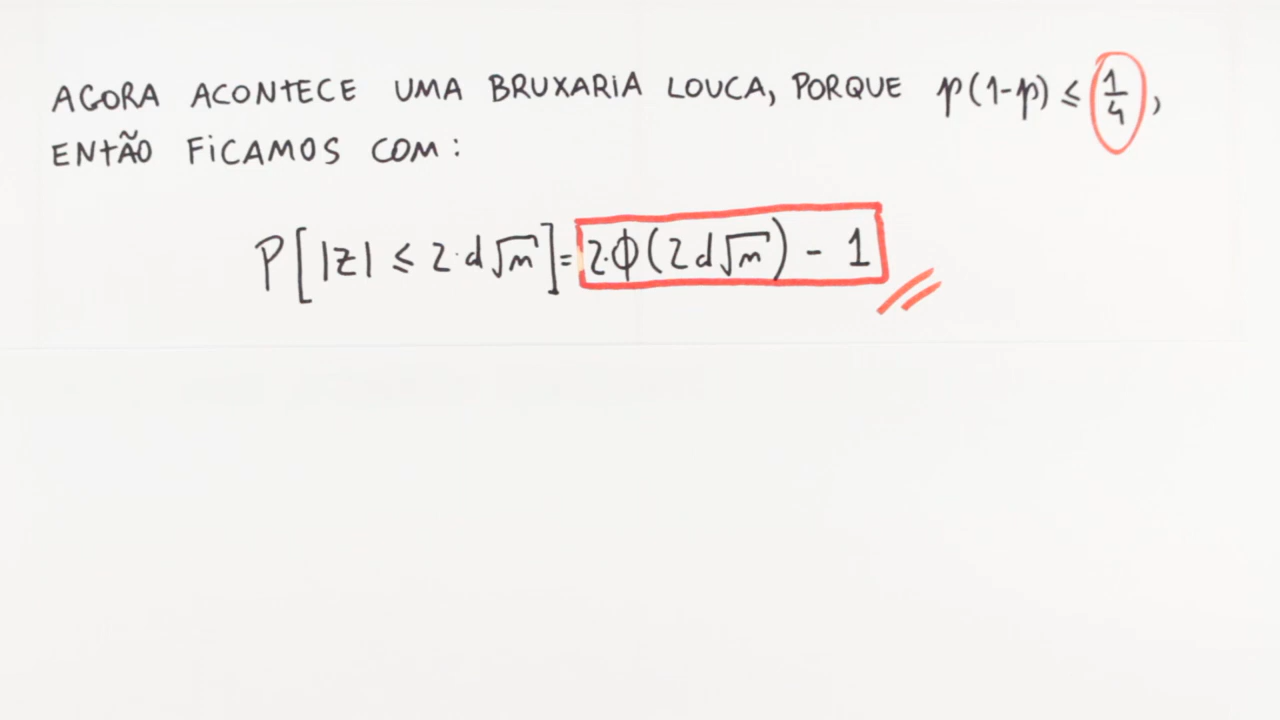 AGORA ACONTECE UMA BRUXARIA LOUCA, PORQUE p(1-p) ≤ 1/4,
ENTÃO FICAMOS COM:
P[|z| ≤ 2·d√m] = 2·ϕ(2d√m) - 1